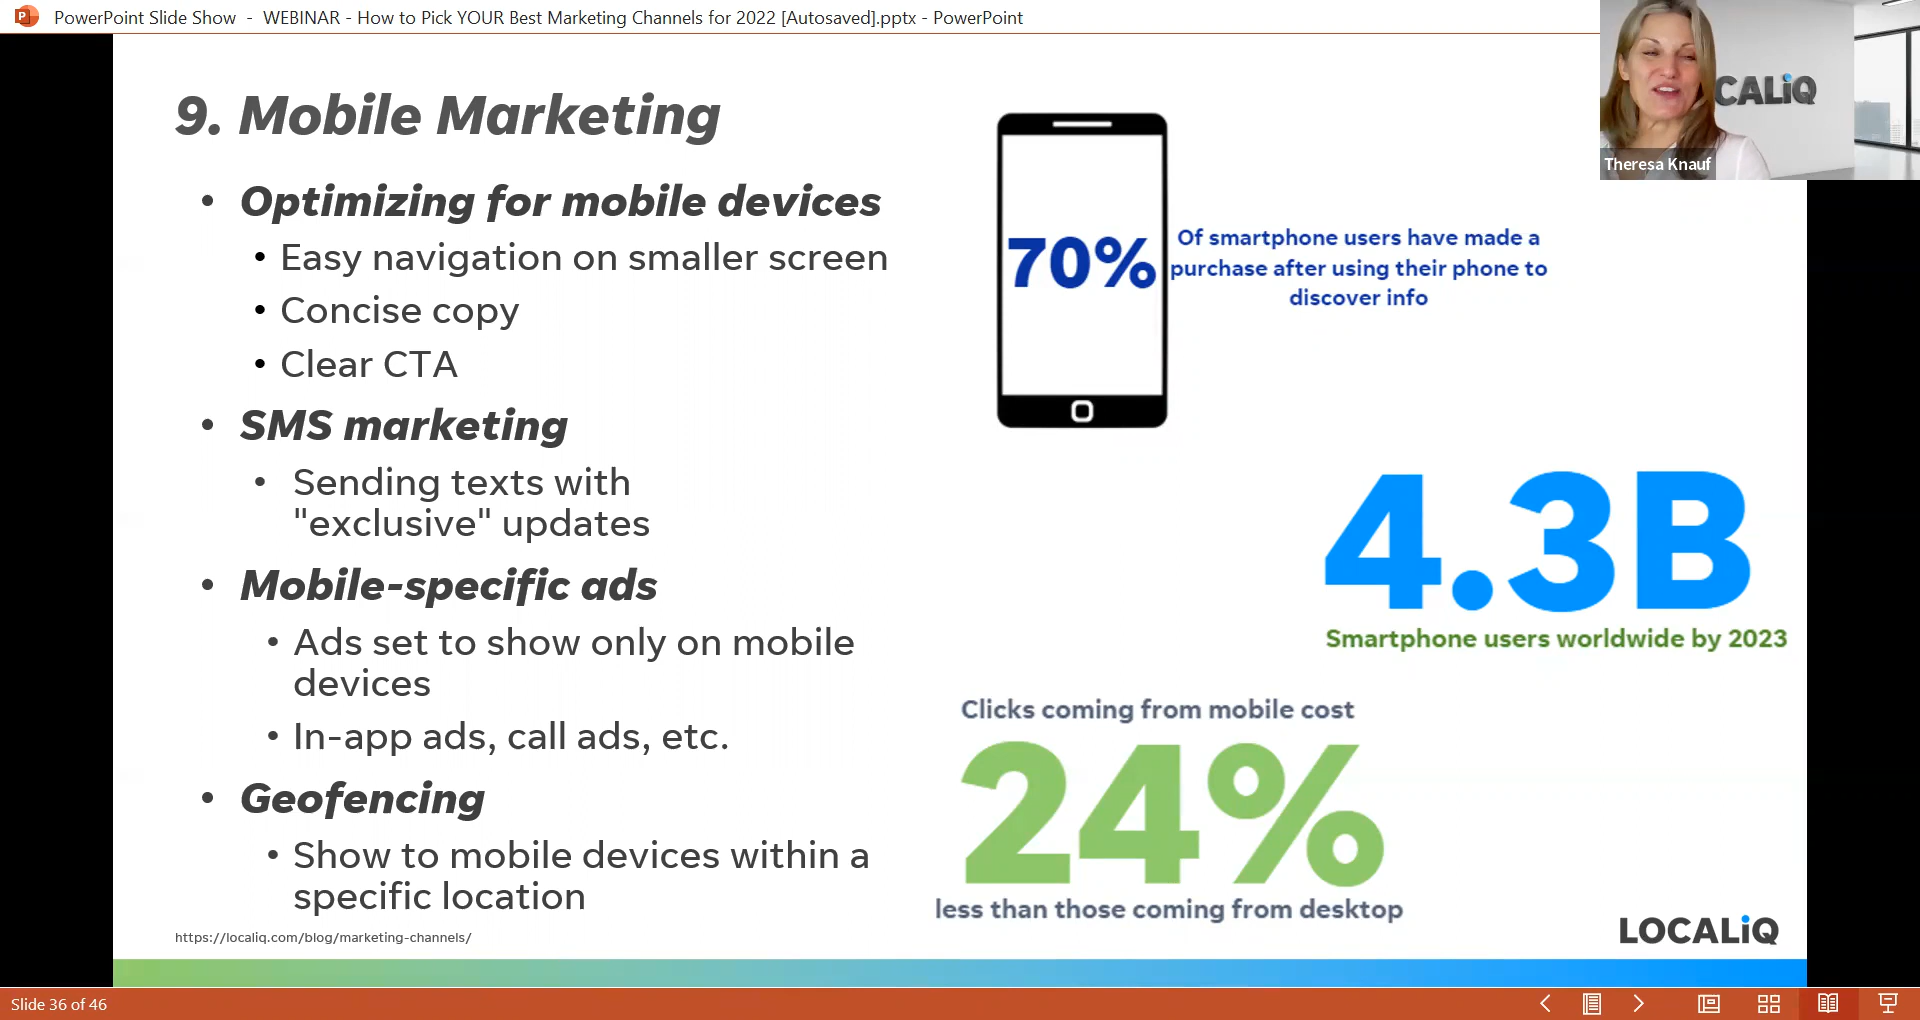 PowerPoint Slide Show - WEBINAR - How to Pick YOUR Best Marketing Channels for 2022 [Autosaved].pptx - PowerPoint
CALiQ
Theresa Knauf
9. Mobile Marketing
• Optimizing for mobile devices
• Easy navigation on smaller screen
• Concise copy
• Clear CTA
• SMS marketing
• Sending texts with
"exclusive" updates
• Mobile-specific ads
• Ads set to show only on mobile
devices
• In-app ads, call ads, etc.
• Geofencing
• Show to mobile devices within a
specific location
https://localiq.com/blog/marketing-channels/
70%
Of smartphone users have made a
purchase after using their phone to
discover info
4.3B
Smartphone users worldwide by 2023
Clicks coming from mobile cost
24%
less than those coming from desktop
LOCALiQ
Slide 36 of 46